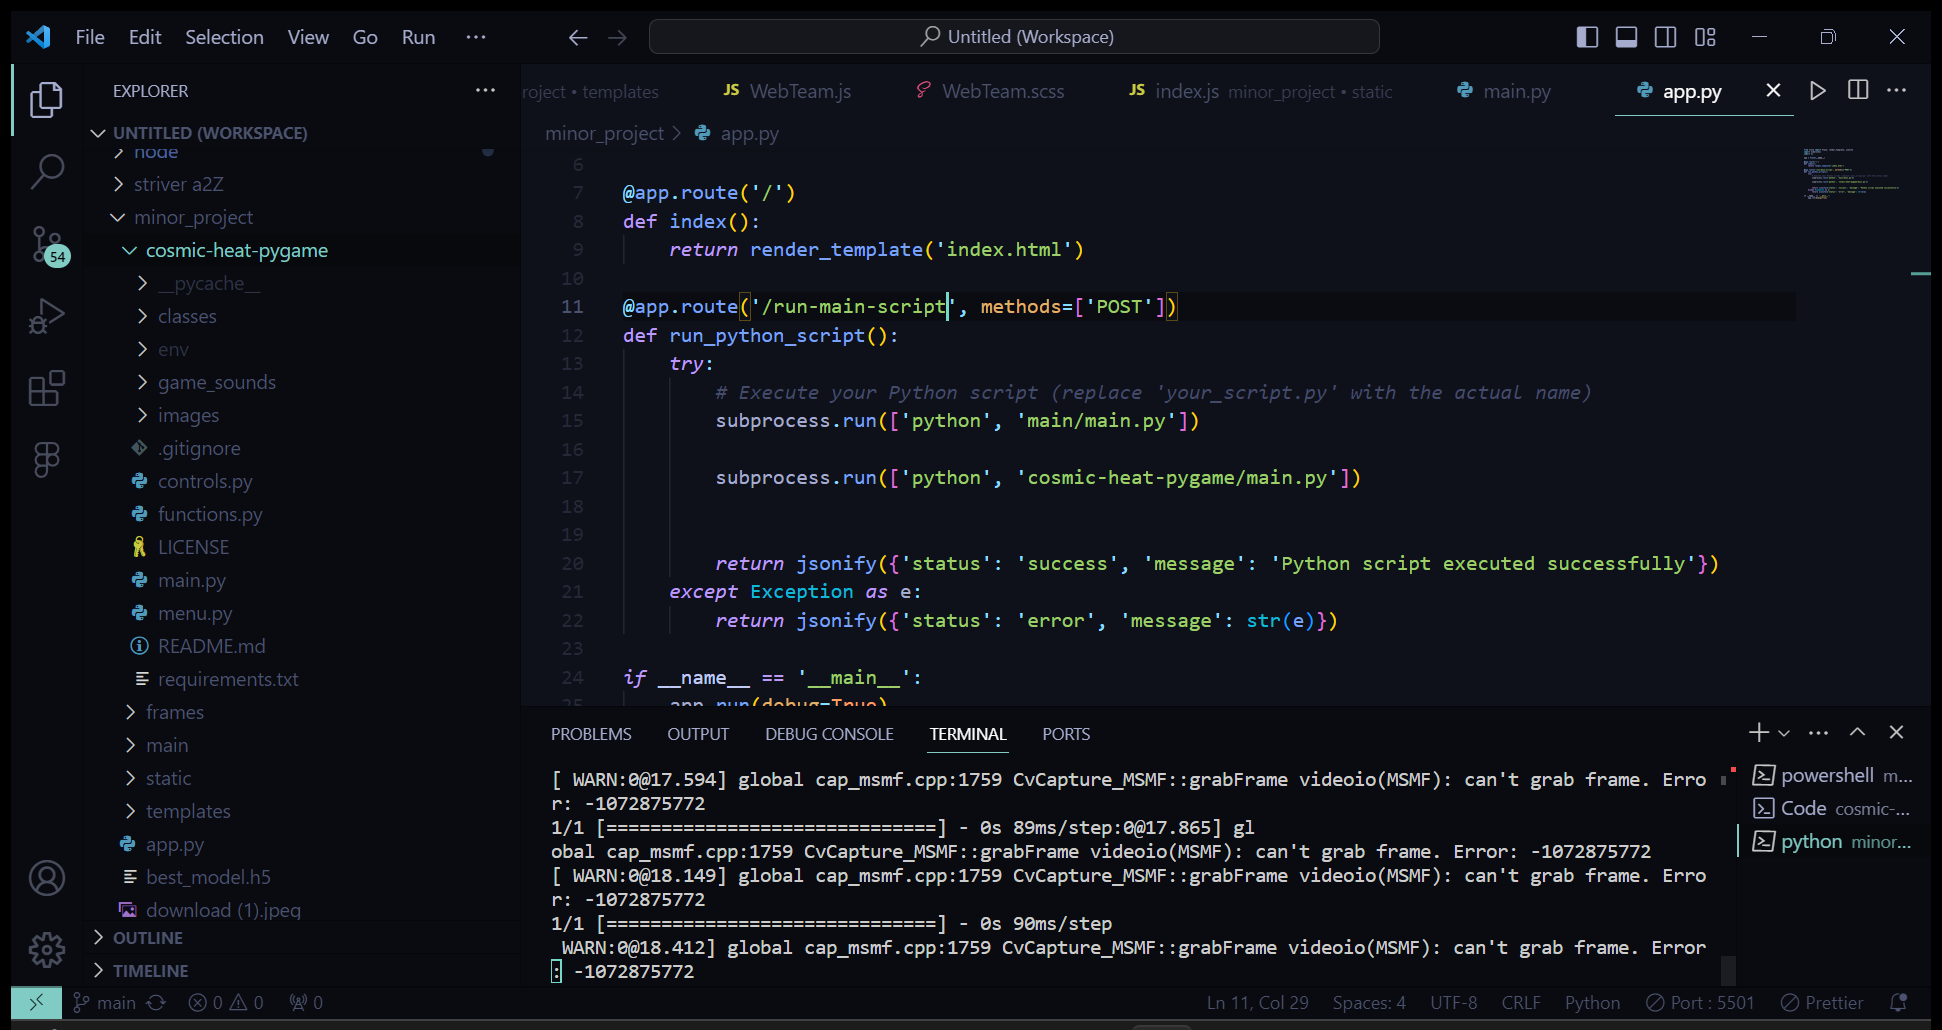 File Edit Selection View Go Run ···
Untitled (Workspace)
EXPLORER
UNTITLED (WORKSPACE)
node
striver a2Z
minor_project
cosmic-heat-pygame
__pycache__
classes
env
game_sounds
images
.gitignore
controls.py
functions.py
LICENSE
main.py
menu.py
README.md
requirements.txt
frames
main
static
templates
app.py
best_model.h5
download (1).jpeg
OUTLINE
TIMELINE
54
roject • templates JS WebTeam.js WebTeam.scss JS index.js minor_project • static main.py app.py
minor_project > app.py
6
7 @app.route('/')
8 def index():
9 return render_template('index.html')
10
11 @app.route('/run-main-script', methods=['POST'])
12 def run_python_script():
13 try:
14 # Execute your Python script (replace 'your_script.py' with the actual name)
15 subprocess.run(['python', 'main/main.py'])
16
17 subprocess.run(['python', 'cosmic-heat-pygame/main.py'])
18
19
20 return jsonify({'status': 'success', 'message': 'Python script executed successfully'})
21 except Exception as e:
22 return jsonify({'status': 'error', 'message': str(e)})
23
24 if __name__ == '__main__':
25 app.run(debug=True)
PROBLEMS OUTPUT DEBUG CONSOLE TERMINAL PORTS
[ WARN:0@17.594] global cap_msmf.cpp:1759 CvCapture_MSMF::grabFrame videoio(MSMF): can't grab frame. Erro
r: -1072875772
1/1 [==============================] - 0s 89ms/step:0@17.865] gl
obal cap_msmf.cpp:1759 CvCapture_MSMF::grabFrame videoio(MSMF): can't grab frame. Error: -1072875772
[ WARN:0@18.149] global cap_msmf.cpp:1759 CvCapture_MSMF::grabFrame videoio(MSMF): can't grab frame. Erro
r: -1072875772
1/1 [==============================] - 0s 90ms/step
WARN:0@18.412] global cap_msmf.cpp:1759 CvCapture_MSMF::grabFrame videoio(MSMF): can't grab frame. Error
: -1072875772
powershell m...
Code cosmic-...
python minor...
main 0 0 0 Ln 11, Col 29 Spaces: 4 UTF-8 CRLF Python Port : 5501 Prettier